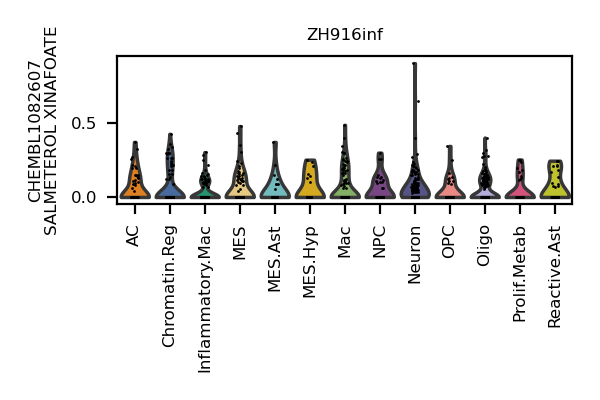 ZH916inf
CHEMBL1082607
SALMETEROL XINAFOATE
0.5
0.0
AC
Chromatin.Reg
Inflammatory.Mac
MES
MES.Ast
MES.Hyp
Mac
NPC
Neuron
OPC
Oligo
Prolif.Metab
Reactive.Ast